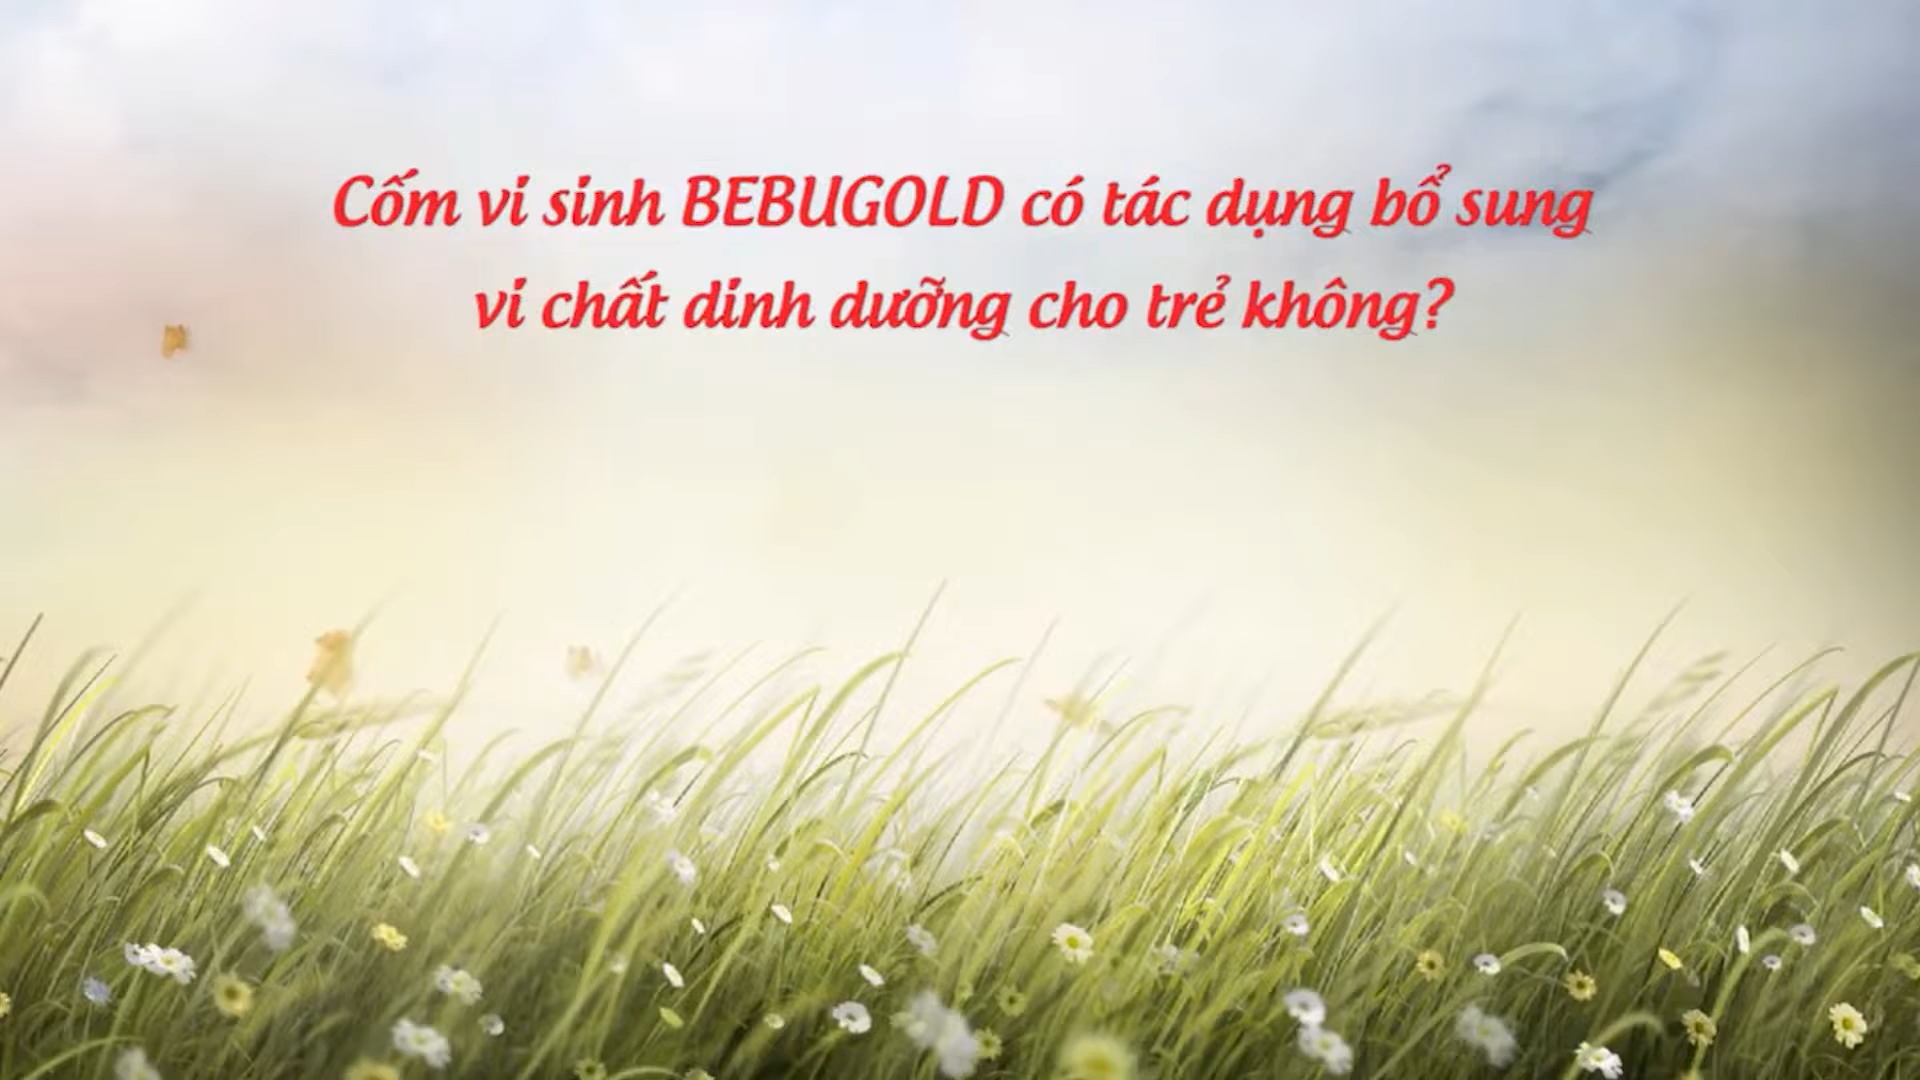 Cốm vi sinh BEBUGOLD có tác dụng bổ sung
vi chất dinh dưỡng cho trẻ không?